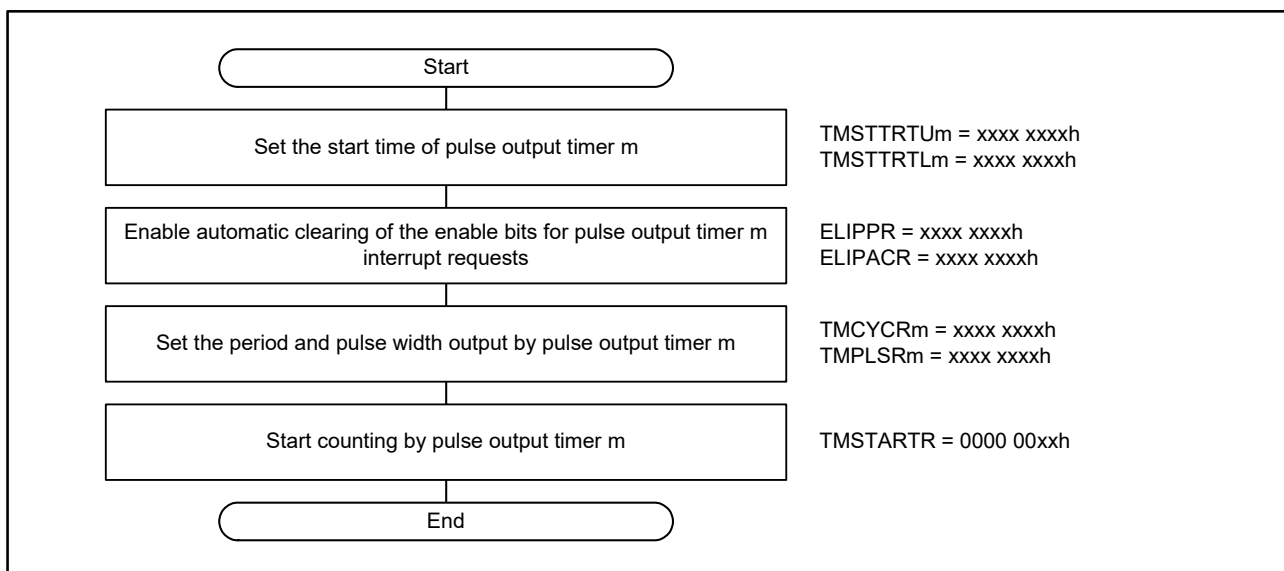 Start
Set the start time of pulse output timer m
TMSTTRTUm = xxxx xxxxh
TMSTTRTLm = xxxx xxxxh
Enable automatic clearing of the enable bits for pulse output timer m
interrupt requests
ELIPPR = xxxx xxxxh
ELIPACR = xxxx xxxxh
Set the period and pulse width output by pulse output timer m
TMCYCRm = xxxx xxxxh
TMPLSRm = xxxx xxxxh
Start counting by pulse output timer m
TMSTARTR = 0000 00xxh
End